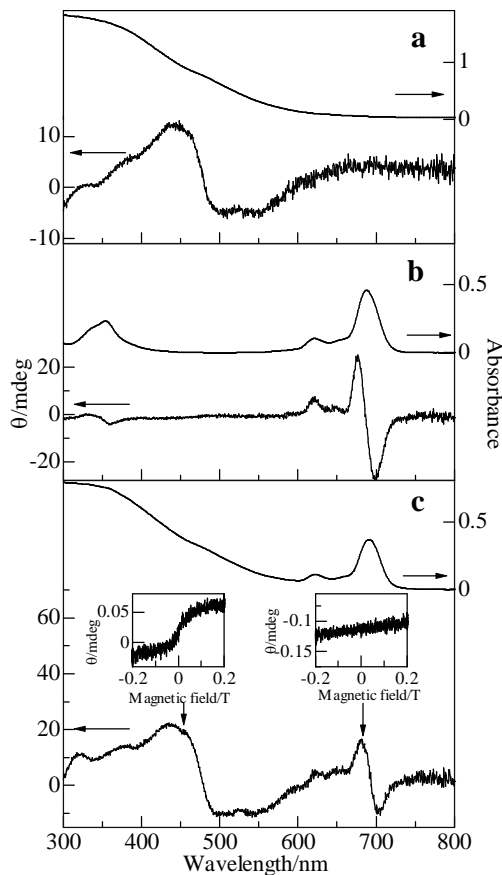 a
1
0
10
0
-10
b
0.5
0
20
0
-20
θ/mdeg
Absorbance
c
0.5
0
60
40
20
0
0.05
0
θ/mdeg
-0.2 0 0.2
Magnetic field/T
-0.1
-0.15
θ/mdeg
-0.2 0 0.2
Magnetic field/T
300 400 500 600 700 800
Wavelength/nm